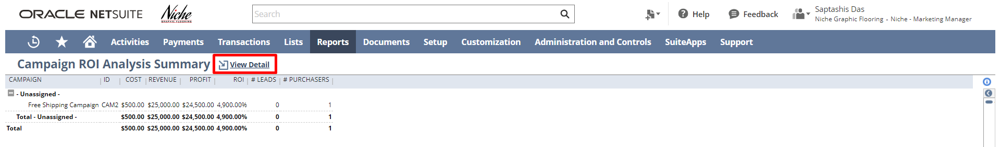 ORACLE NETSUITE
Niche
GRAPHIC FLOORING
Search
Help
Feedback
Saptashis Das
Niche Graphic Flooring - Niche - Marketing Manager
Activities Payments Transactions Lists Reports Documents Setup Customization Administration and Controls SuiteApps Support
Campaign ROI Analysis Summary View Detail
CAMPAIGN ID COST REVENUE PROFIT ROI # LEADS # PURCHASERS
- Unassigned -
Free Shipping Campaign CAM2 $500.00 $25,000.00 $24,500.00 4,900.00% 0 1
Total - Unassigned - $500.00 $25,000.00 $24,500.00 4,900.00% 0 1
Total $500.00 $25,000.00 $24,500.00 4,900.00% 0 1